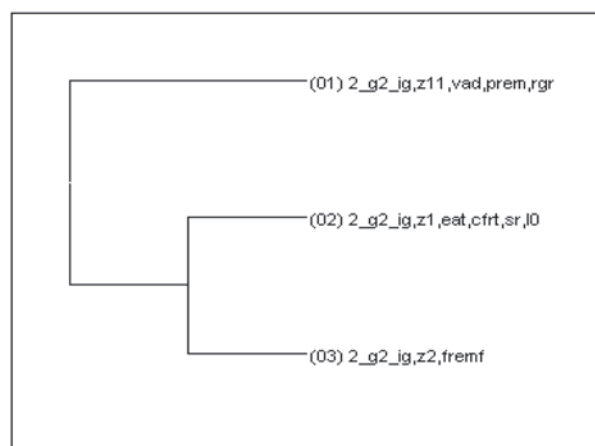 (01) 2_g2_ig,z11,vad,prem,rgr
(02) 2_g2_ig,z1,eat,cfrt,sr,l0
(03) 2_g2_ig,z2,fremf